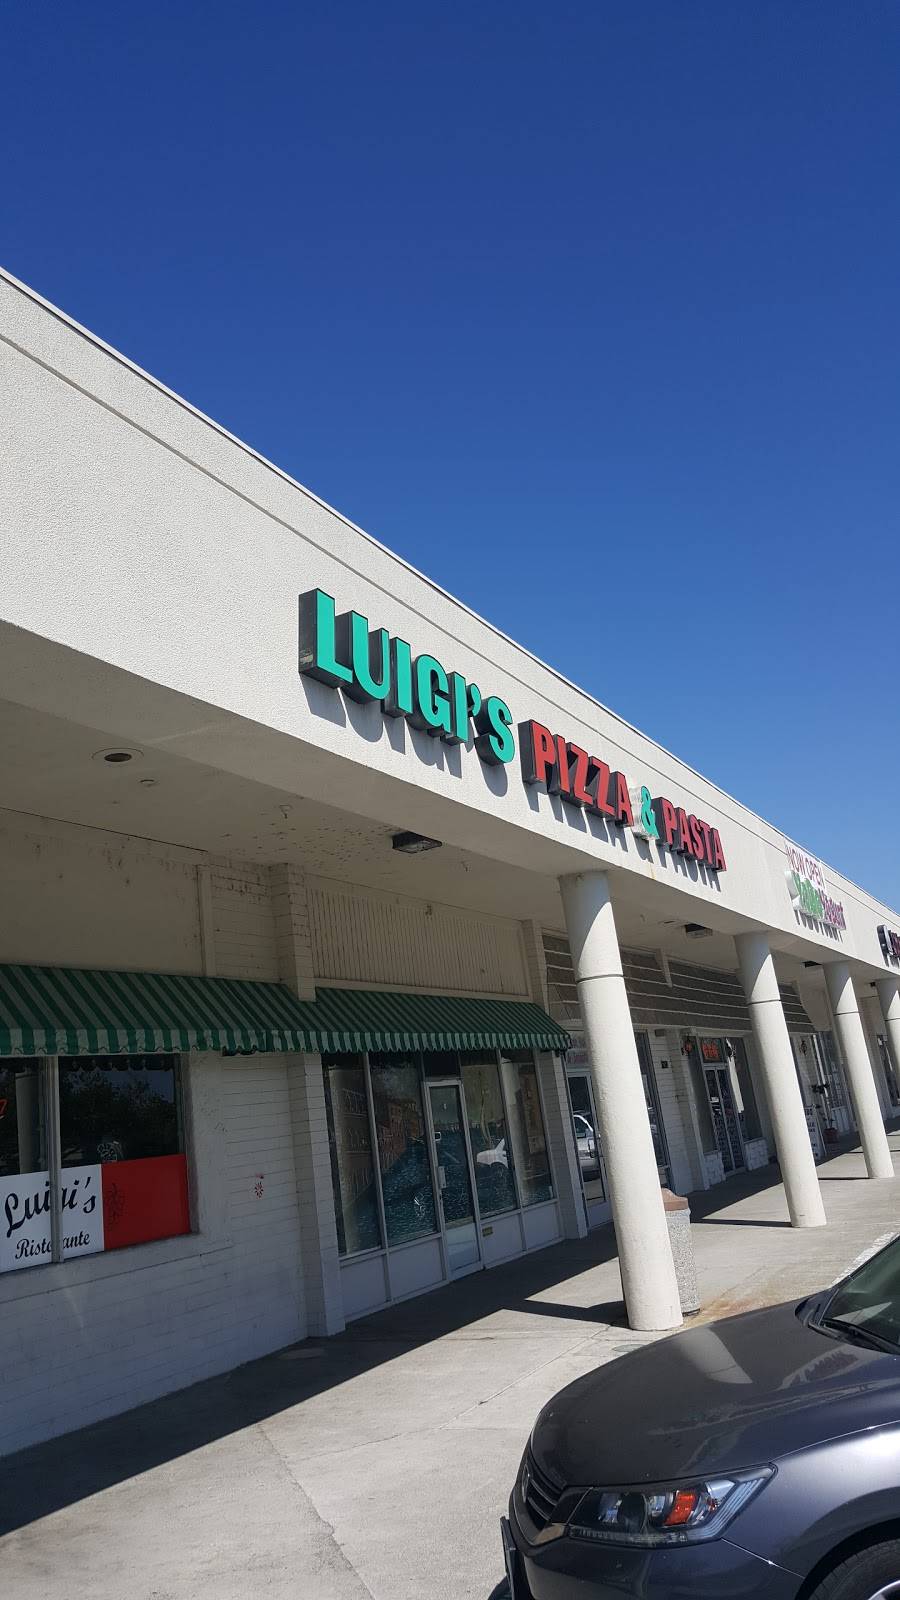 LUIGI'S PIZZA & PASTA
NOW OPEN
Luigi's
Ristorante